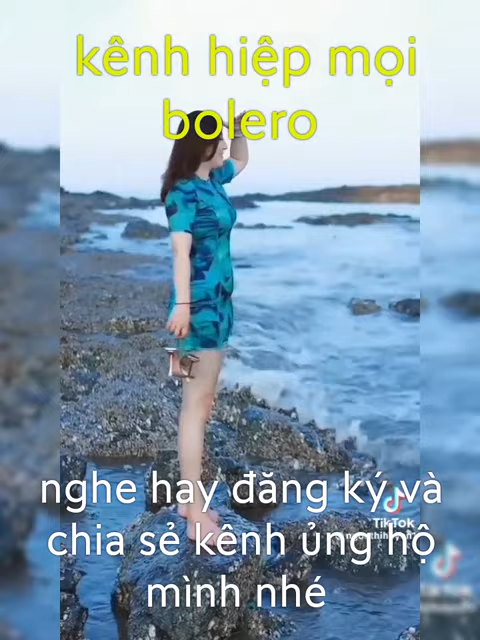 kênh hiệp mọi
bolero
nghe hay đăng ký và
chia sẻ kênh ủng hộ
mình nhé
TikTok